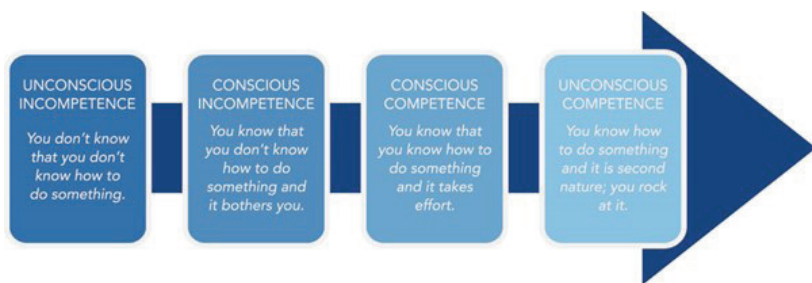 UNCONSCIOUS
INCOMPETENCE
You don't know
that you don't
know how to
do something.
CONSCIOUS
INCOMPETENCE
You know that
you don't know
how to do
something and
it bothers you.
CONSCIOUS
COMPETENCE
You know that
you know how to
do something
and it takes
effort.
UNCONSCIOUS
COMPETENCE
You know how
to do something
and it is second
nature; you rock
at it.